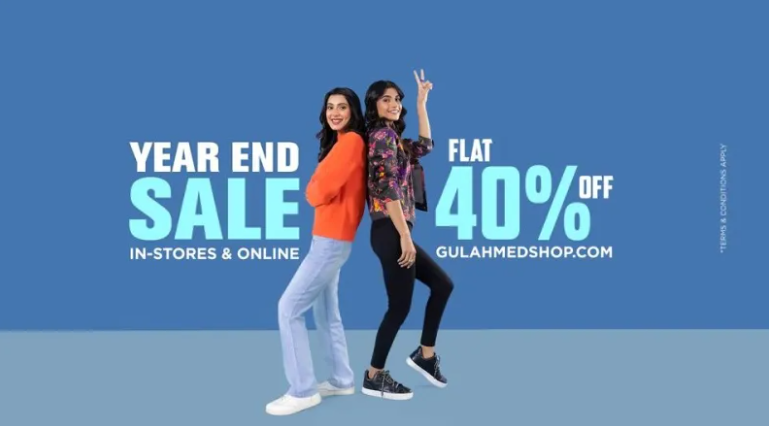 YEAR END
SALE
IN-STORES & ONLINE
FLAT
40% OFF
GULAHMEDSHOP.COM
*TERMS & CONDITIONS APPLY